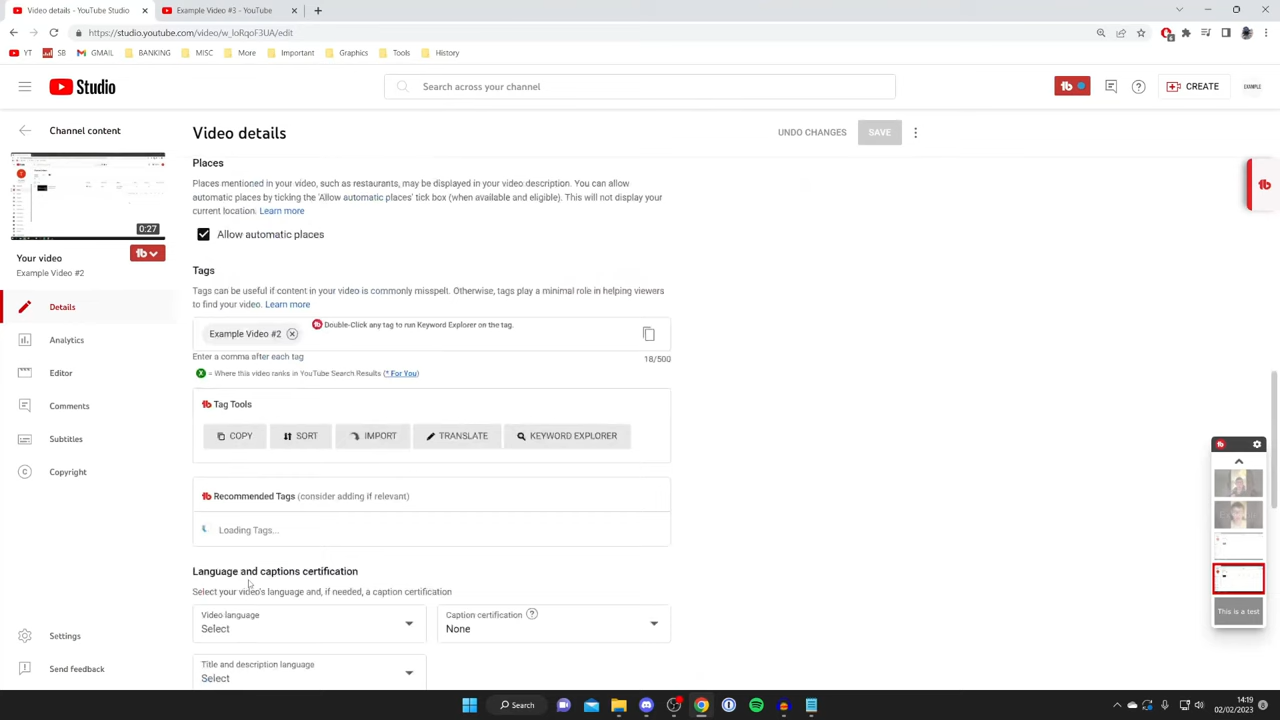 Video details - YouTube Studio
Example Video #3 - YouTube
https://studio.youtube.com/video/w_IoRqoF3UA/edit
YT
SB
GMAIL
BANKING
MISC
More
Important
Graphics
Tools
History
Studio
Search across your channel
CREATE
EXAMPLE
Channel content
Video details
UNDO CHANGES
SAVE
0:27
Your video
Example Video #2
Details
Analytics
Editor
Comments
Subtitles
Copyright
Settings
Send feedback
Places
Places mentioned in your video, such as restaurants, may be displayed in your video description. You can allow
automatic places by ticking the 'Allow automatic places' tick box (when available and eligible). This will not display your
current location. Learn more
Allow automatic places
Tags
Tags can be useful if content in your video is commonly misspelt. Otherwise, tags play a minimal role in helping viewers
to find your video. Learn more
Example Video #2
Double-Click any tag to run Keyword Explorer on the tag.
Enter a comma after each tag
18/500
X = Where this video ranks in YouTube Search Results (* For You)
tb Tag Tools
COPY
SORT
IMPORT
TRANSLATE
KEYWORD EXPLORER
tb Recommended Tags (consider adding if relevant)
Loading Tags...
Language and captions certification
Select your video's language and, if needed, a caption certification
Video language
Select
Caption certification
None
Title and description language
Select
This is a test
Search
14:19
02/02/2023